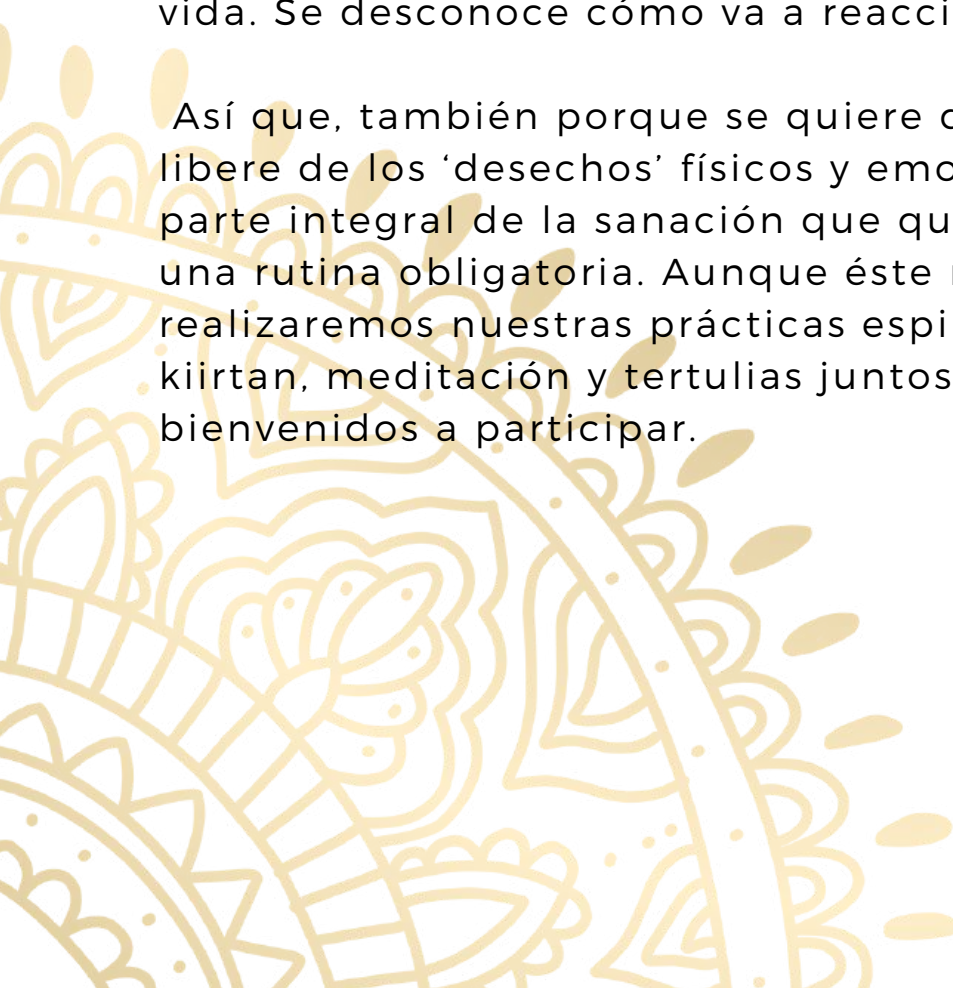 vida. Se desconoce cómo va a reacci
Así que, también porque se quiere
libere de los ‘desechos’ físicos y emo
parte integral de la sanación que qu
una rutina obligatoria. Aunque éste
realizaremos nuestras prácticas espi
kiirtan, meditación y tertulias juntos
bienvenidos a participar.